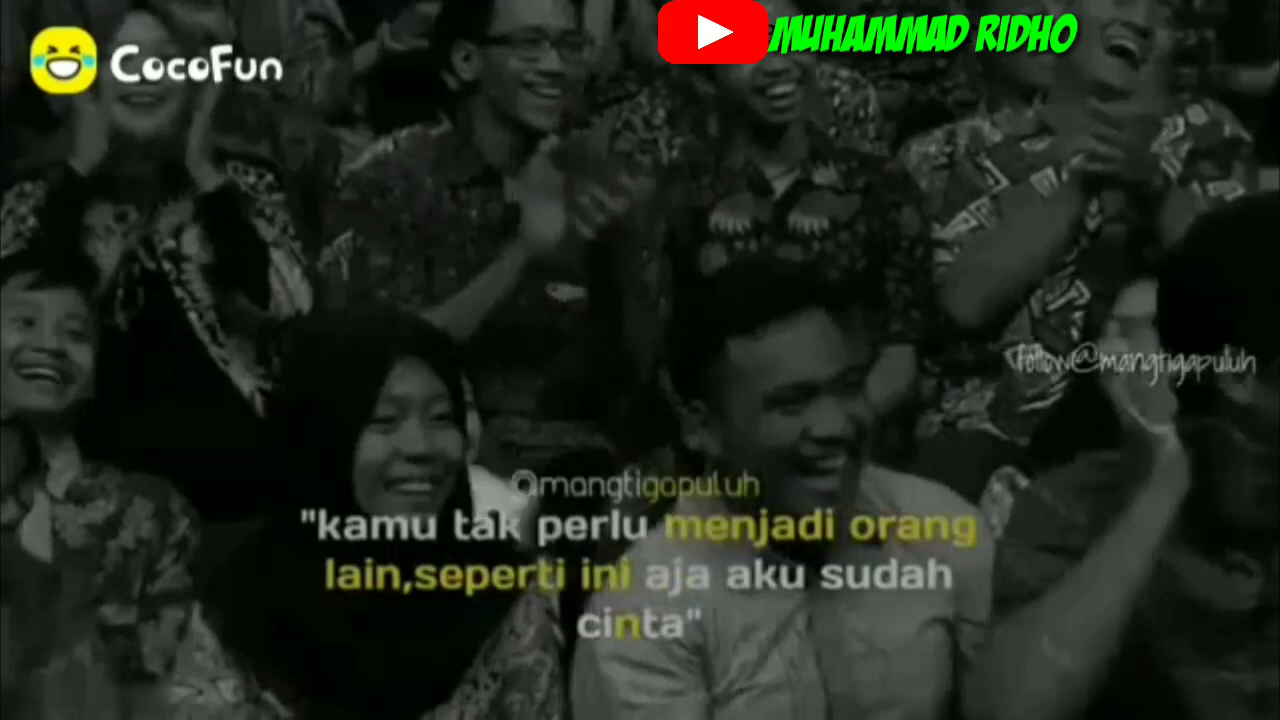 CocoFun
MUHAMMAD RIDHO
follow@mangtigapuluh
@mangtigapuluh
"kamu tak perlu menjadi orang
lain,seperti ini aja aku sudah
cinta"